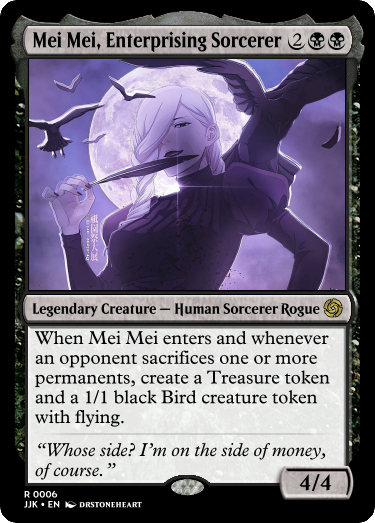 Mei Mei, Enterprising Sorcerer 2
Legendary Creature — Human Sorcerer Rogue
When Mei Mei enters and whenever
an opponent sacrifices one or more
permanents, create a Treasure token
and a 1/1 black Bird creature token
with flying.
“Whose side? I'm on the side of money,
of course.”
4/4
R 0006
JJK • EN DRSTONEHEART